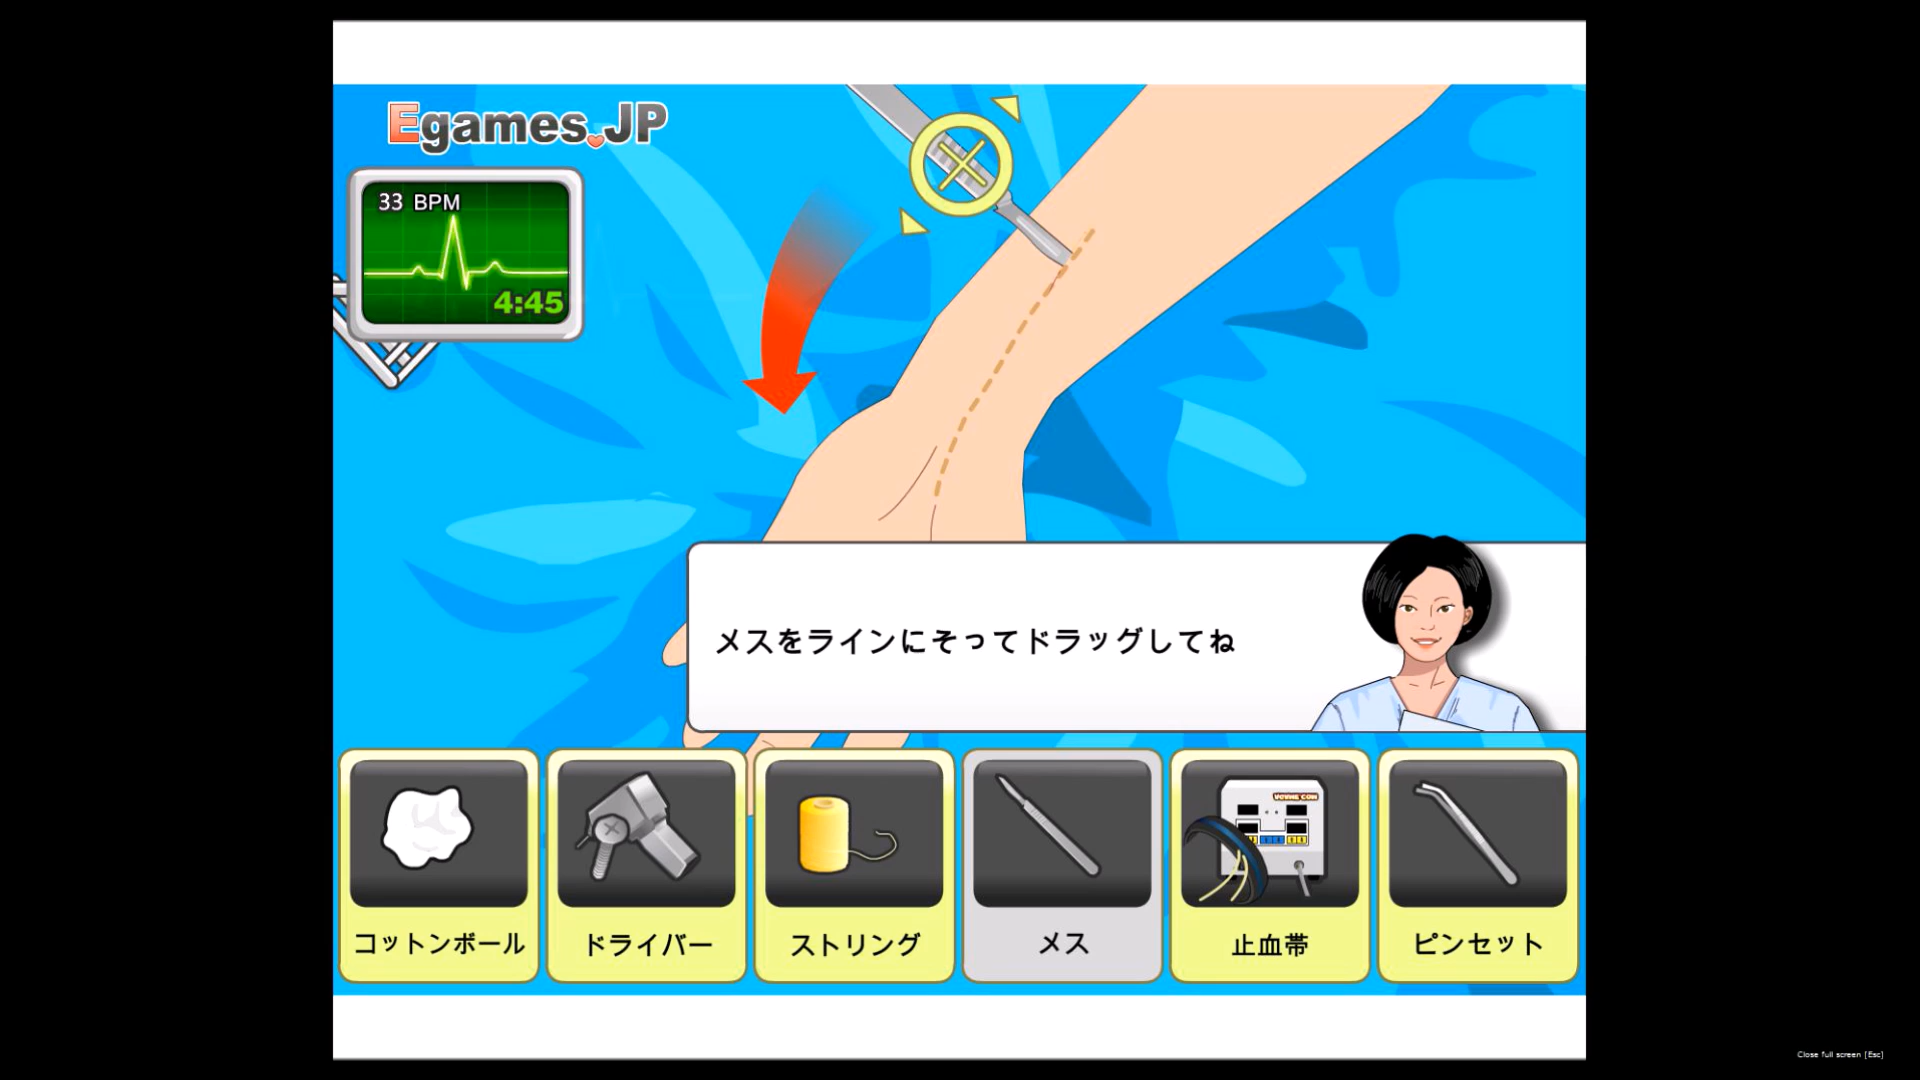 Egames.JP
33 BPM
4:45
メスをラインにそってドラッグしてね
コットンボール
ドライバー
ストリング
メス
止血帯
ピンセット
Close full screen [Esc]